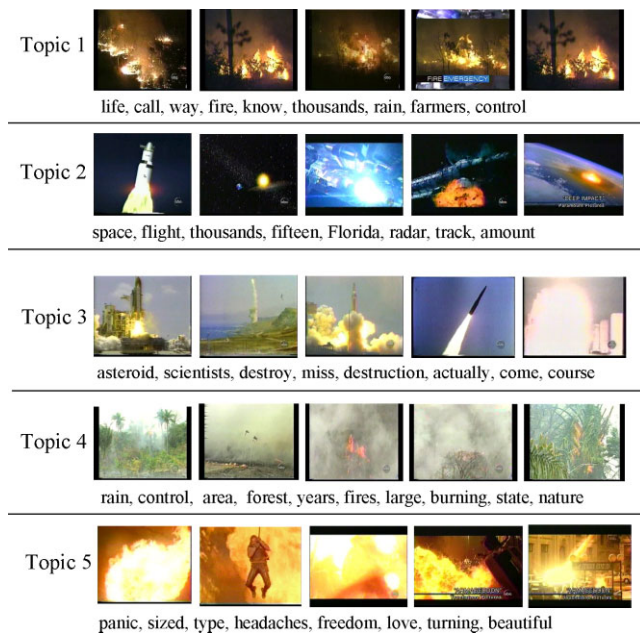 Topic 1
FIRE EMERGENCY
life, call, way, fire, know, thousands, rain, farmers, control
Topic 2
DEEP IMPACT
space, flight, thousands, fifteen, Florida, radar, track, amount
Topic 3
asteroid, scientists, destroy, miss, destruction, actually, come, course
Topic 4
rain, control, area, forest, years, fires, large, burning, state, nature
Topic 5
panic, sized, type, headaches, freedom, love, turning, beautiful